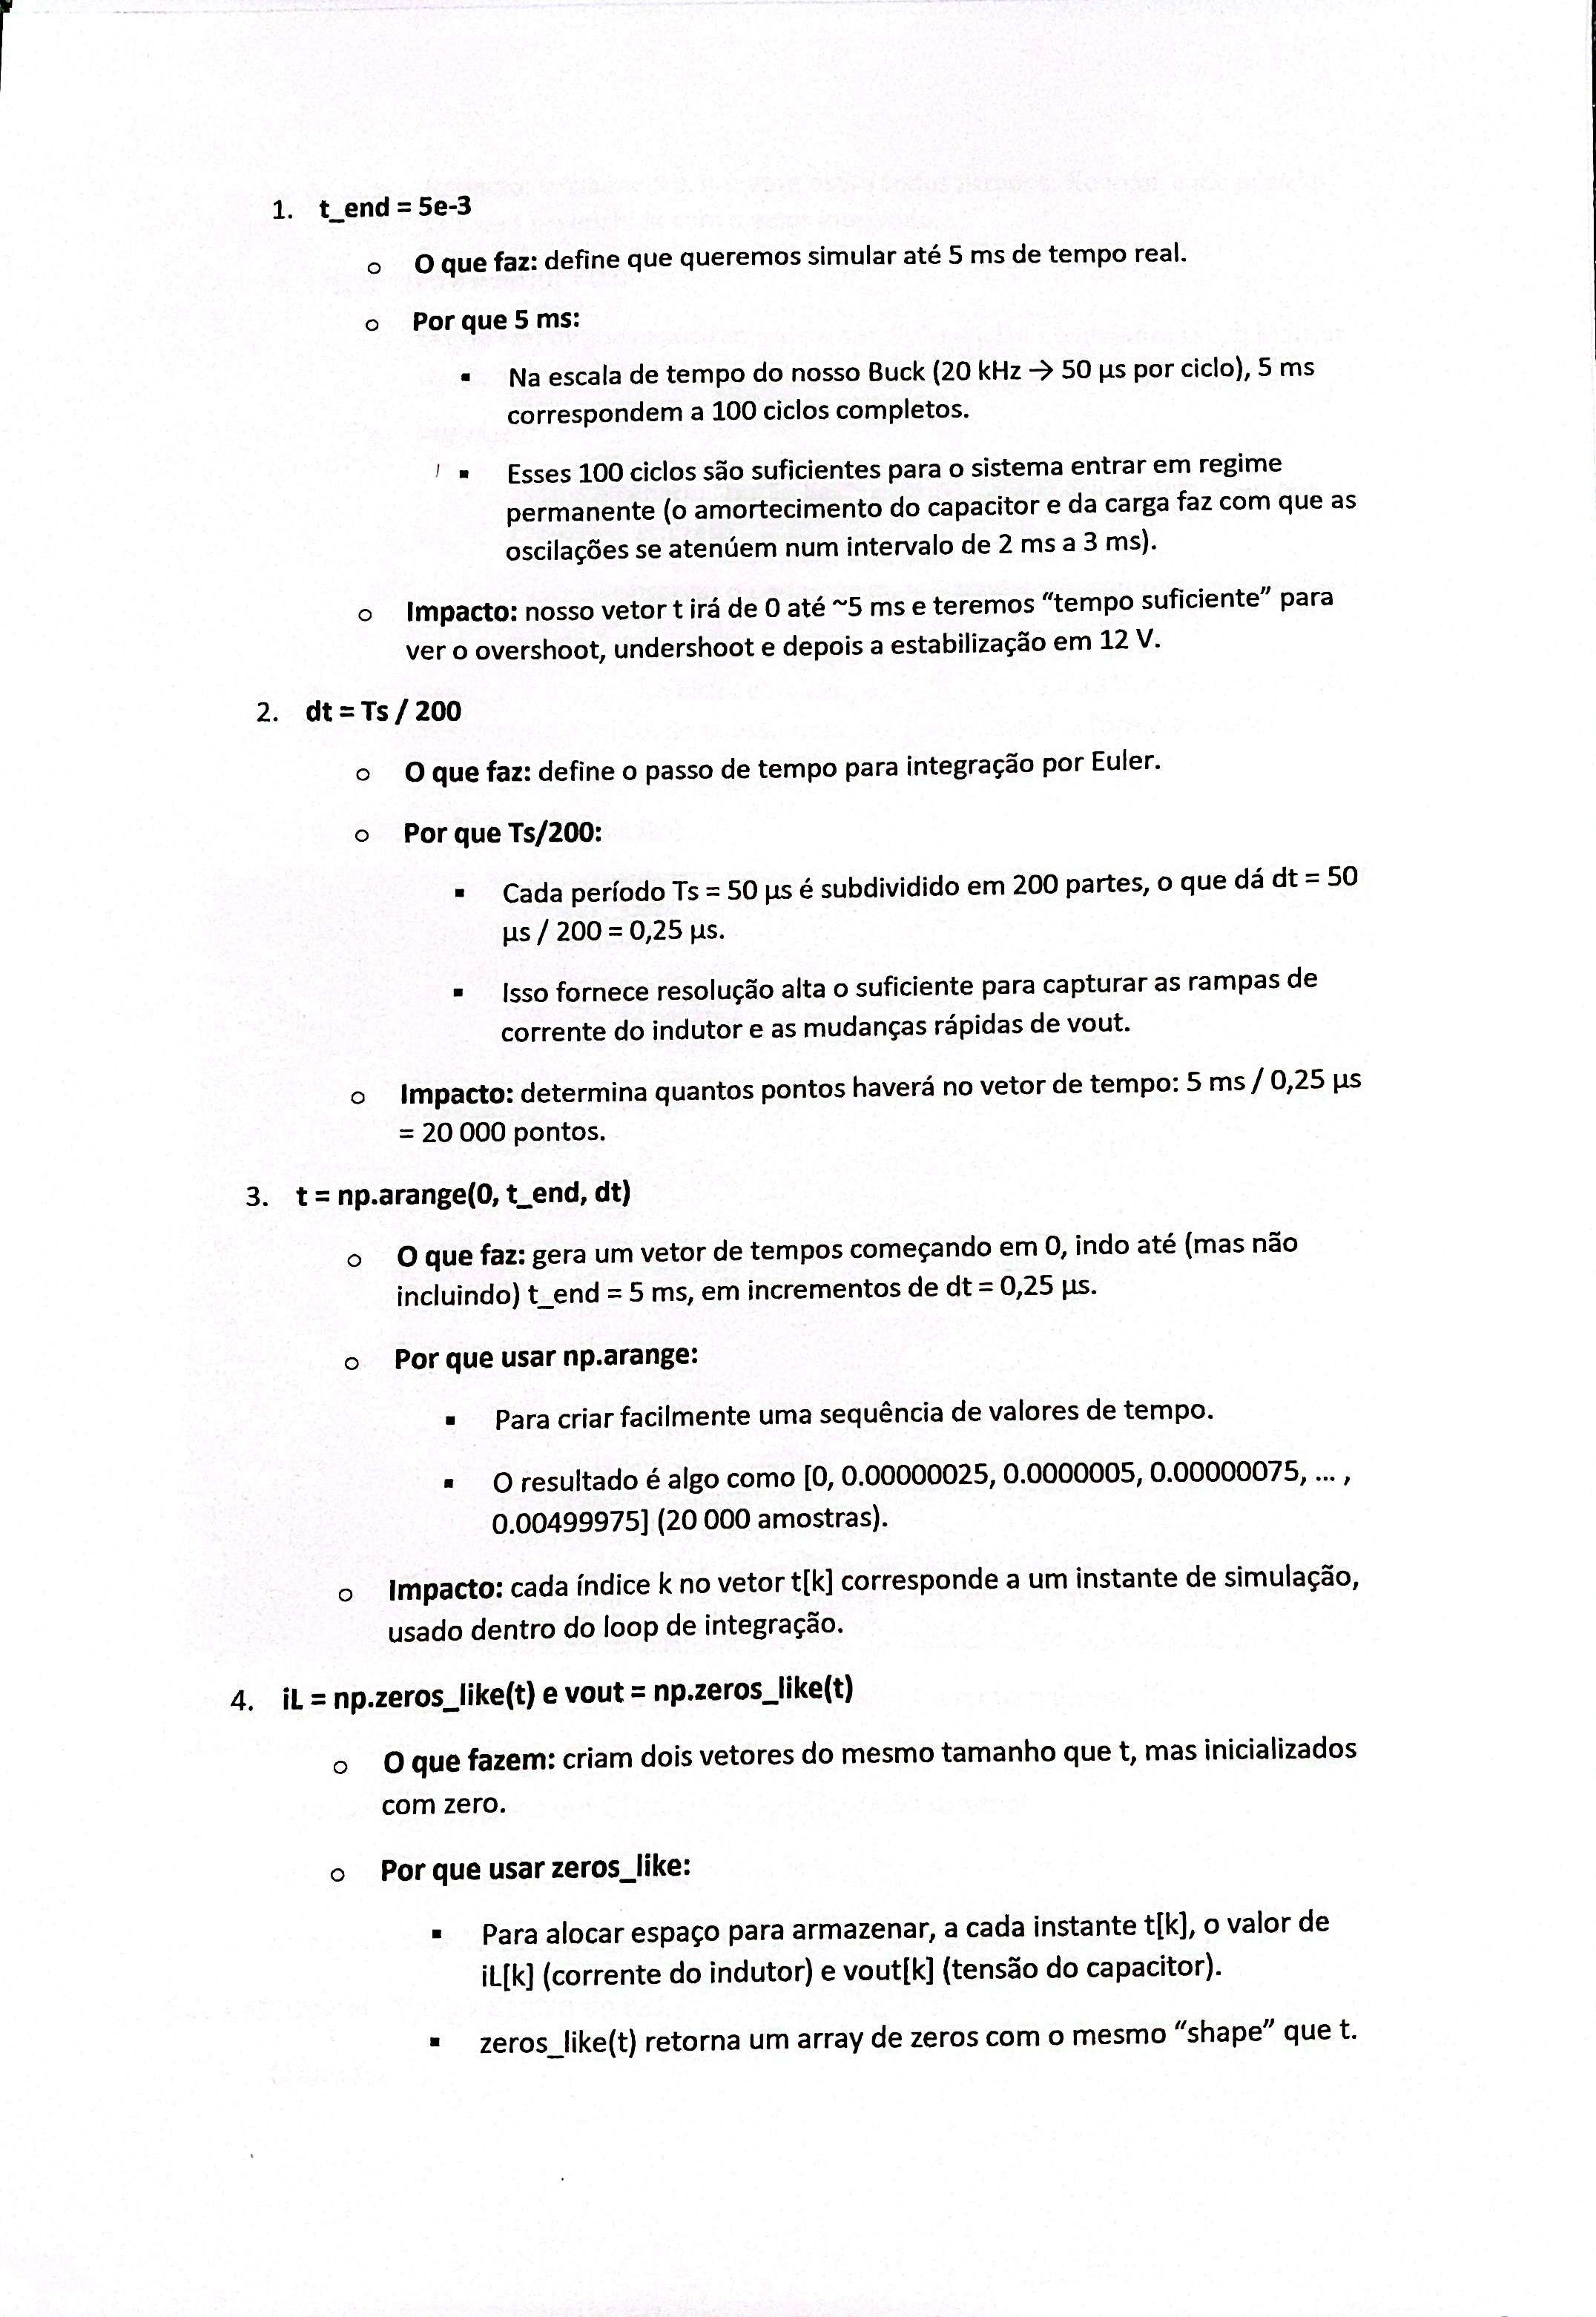 1. t_end = 5e-3
o O que faz: define que queremos simular até 5 ms de tempo real.
o Por que 5 ms:
▪ Na escala de tempo do nosso Buck (20 kHz → 50 µs por ciclo), 5 ms
correspondem a 100 ciclos completos.
▪ Esses 100 ciclos são suficientes para o sistema entrar em regime
permanente (o amortecimento do capacitor e da carga faz com que as
oscilações se atenúem num intervalo de 2 ms a 3 ms).
o Impacto: nosso vetor t irá de 0 até ~5 ms e teremos “tempo suficiente” para
ver o overshoot, undershoot e depois a estabilização em 12 V.
2. dt = Ts / 200
o O que faz: define o passo de tempo para integração por Euler.
o Por que Ts/200:
▪ Cada período Ts = 50 µs é subdividido em 200 partes, o que dá dt = 50
µs / 200 = 0,25 µs.
▪ Isso fornece resolução alta o suficiente para capturar as rampas de
corrente do indutor e as mudanças rápidas de vout.
o Impacto: determina quantos pontos haverá no vetor de tempo: 5 ms / 0,25 µs
= 20 000 pontos.
3. t = np.arange(0, t_end, dt)
o O que faz: gera um vetor de tempos começando em 0, indo até (mas não
incluindo) t_end = 5 ms, em incrementos de dt = 0,25 µs.
o Por que usar np.arange:
▪ Para criar facilmente uma sequência de valores de tempo.
▪ O resultado é algo como [0, 0.00000025, 0.0000005, 0.00000075, ... ,
0.00499975] (20 000 amostras).
o Impacto: cada índice k no vetor t[k] corresponde a um instante de simulação,
usado dentro do loop de integração.
4. iL = np.zeros_like(t) e vout = np.zeros_like(t)
o O que fazem: criam dois vetores do mesmo tamanho que t, mas inicializados
com zero.
o Por que usar zeros_like:
▪ Para alocar espaço para armazenar, a cada instante t[k], o valor de
iL[k] (corrente do indutor) e vout[k] (tensão do capacitor).
▪ zeros_like(t) retorna um array de zeros com o mesmo “shape” que t.